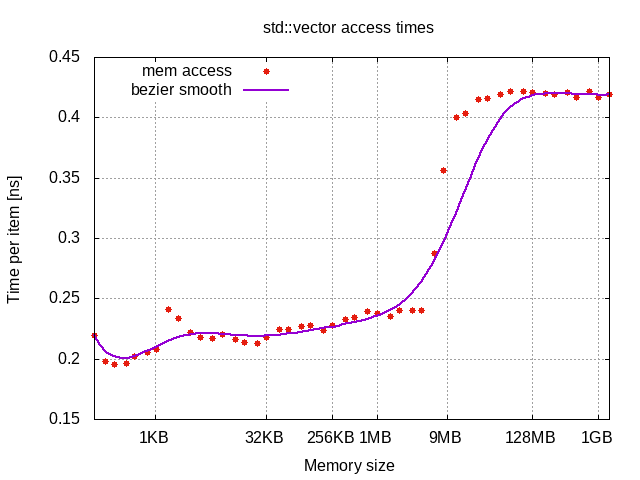 std::vector access times
mem access
bezier smooth
Time per item [ns]
0.45
0.4
0.35
0.3
0.25
0.2
0.15
1KB 32KB 256KB 1MB 9MB 128MB 1GB
Memory size